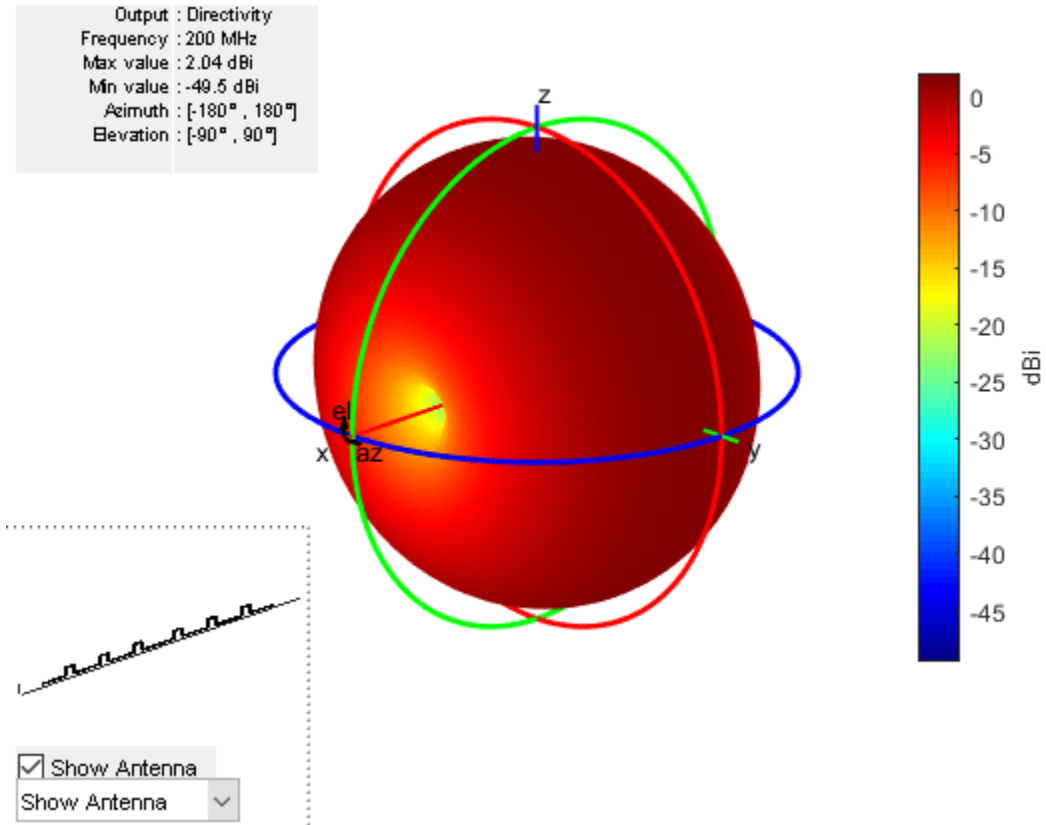 Output : Directivity
Frequency : 200 MHz
Max value : 2.04 dBi
Min value : -49.5 dBi
Azimuth : [-180° , 180°]
Elevation : [-90° , 90°]
z
el
x
az
y
0
-5
-10
-15
-20
-25
-30
-35
-40
-45
dBi
Show Antenna
Show Antenna